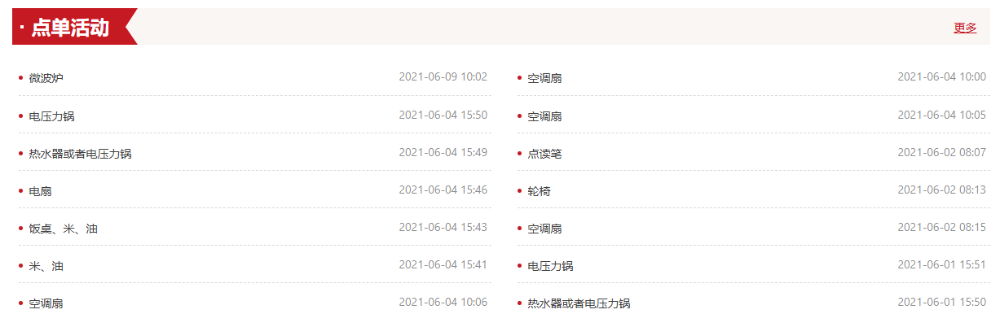 · 点单活动
更多
微波炉 2021-06-09 10:02
电压力锅 2021-06-04 15:50
热水器或者电压力锅 2021-06-04 15:49
电扇 2021-06-04 15:46
饭桌、米、油 2021-06-04 15:43
米、油 2021-06-04 15:41
空调扇 2021-06-04 10:06
空调扇 2021-06-04 10:00
空调扇 2021-06-04 10:05
点读笔 2021-06-02 08:07
轮椅 2021-06-02 08:13
空调扇 2021-06-02 08:15
电压力锅 2021-06-01 15:51
热水器或者电压力锅 2021-06-01 15:50